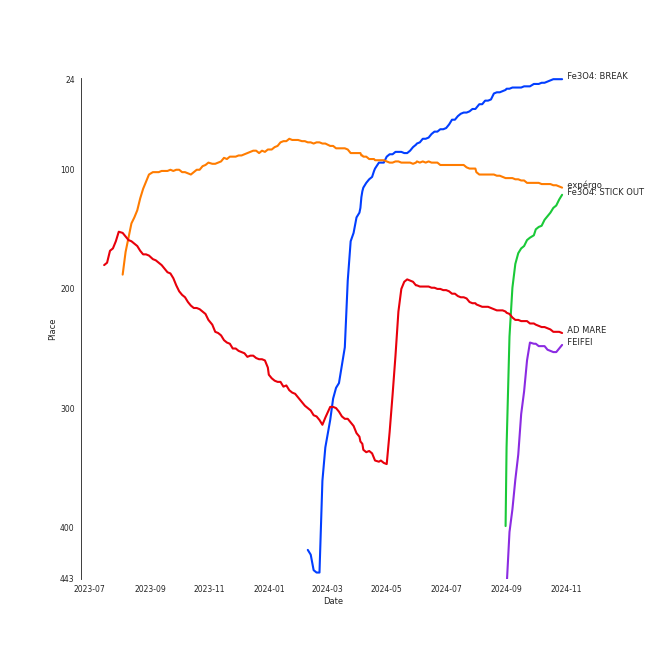 24
Fe3O4: BREAK
100
expérgo
Fe3O4: STICK OUT
200
Place
AD MARE
FEIFEI
300
400
443
2023-07
2023-09
2023-11
2024-01
2024-03
2024-05
2024-07
2024-09
2024-11
Date